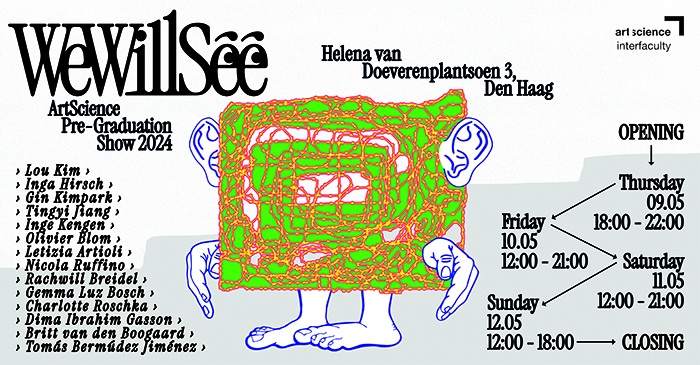 WeWillSêê
ArtScience
Pre-Graduation
Show 2024
› Lou Kim ›
› Inga Hirsch ›
› Gin Kimpark ›
› Tingyi Jiang ›
› Inge Kengen ›
› Olivier Blom ›
› Letizia Artioli ›
› Nicola Ruffino ›
› Rachwill Breidel ›
› Gemma Luz Bosch ›
› Charlotte Roschka ›
› Dima Ibrahim Gasson ›
› Britt van den Boogaard ›
› Tomás Bermúdez Jiménez ›
Helena van
Doeverenplantsoen 3,
Den Haag
art science
interfaculty
OPENING
Thursday
09.05
18:00 - 22:00
Friday
10.05
12:00 - 21:00
Saturday
11.05
12:00 - 21:00
Sunday
12.05
12:00 - 18:00
CLOSING